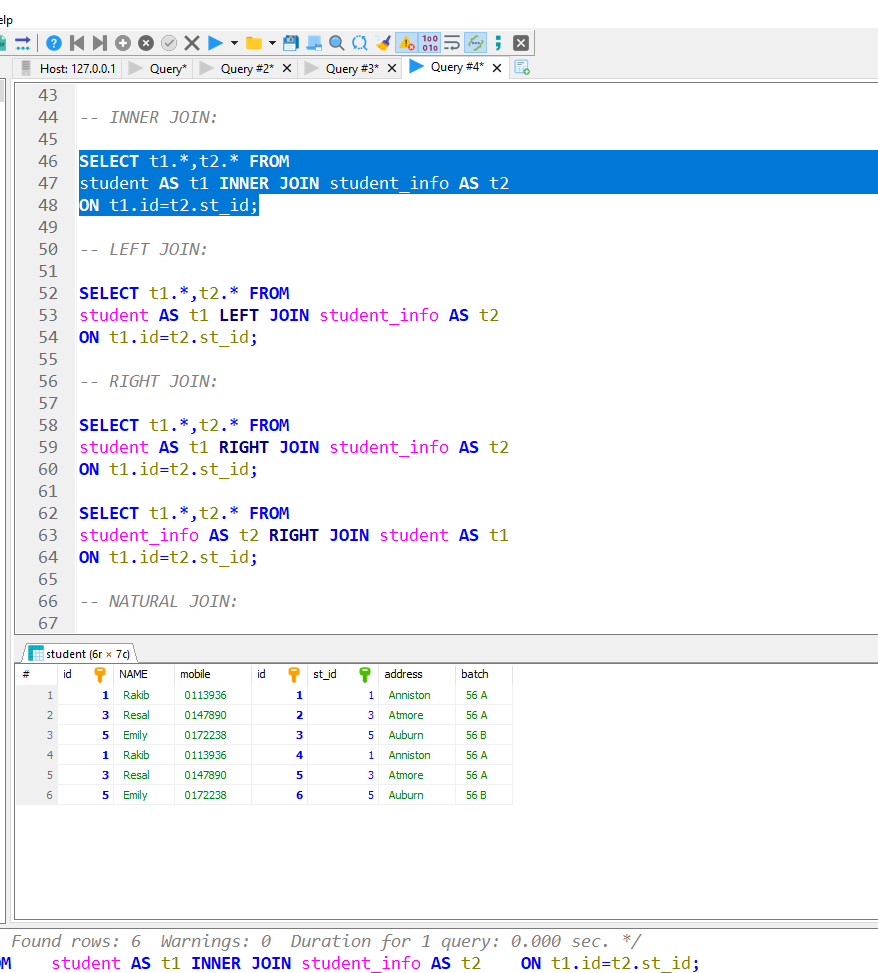 elp
Host: 127.0.0.1 Query* Query #2* Query #3* Query #4*
43
44 -- INNER JOIN:
45
46 SELECT t1.*,t2.* FROM
47 student AS t1 INNER JOIN student_info AS t2
48 ON t1.id=t2.st_id;
49
50 -- LEFT JOIN:
51
52 SELECT t1.*,t2.* FROM
53 student AS t1 LEFT JOIN student_info AS t2
54 ON t1.id=t2.st_id;
55
56 -- RIGHT JOIN:
57
58 SELECT t1.*,t2.* FROM
59 student AS t1 RIGHT JOIN student_info AS t2
60 ON t1.id=t2.st_id;
61
62 SELECT t1.*,t2.* FROM
63 student_info AS t2 RIGHT JOIN student AS t1
64 ON t1.id=t2.st_id;
65
66 -- NATURAL JOIN:
67
student (6r × 7c)
# id NAME mobile id st_id address batch
1 1 Rakib 0113936 1 1 Anniston 56 A
2 3 Resal 0147890 2 3 Atmore 56 A
3 5 Emily 0172238 3 5 Auburn 56 B
4 1 Rakib 0113936 4 1 Anniston 56 A
5 3 Resal 0147890 5 3 Atmore 56 A
6 5 Emily 0172238 6 5 Auburn 56 B
Found rows: 6 Warnings: 0 Duration for 1 query: 0.000 sec. */
OM student AS t1 INNER JOIN student_info AS t2 ON t1.id=t2.st_id;